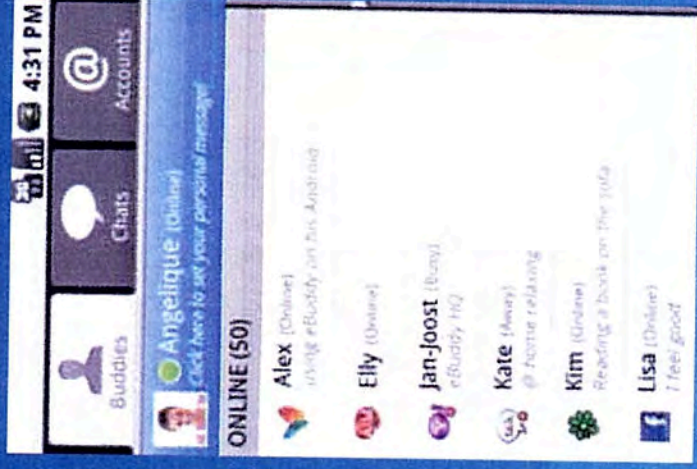 3G
4:31 PM
Buddies
Chats
@
Accounts
Angelique (Online)
Click here to set your personal message!
ONLINE (50)
Alex (Online)
using eBuddy on his Android
Elly (Online)
Jan-Joost (Busy)
eBuddy HQ
talk
Kate (Away)
@ home relaxing
Kim (Online)
Reading a book on the sofa
f
Lisa (Online)
I feel good